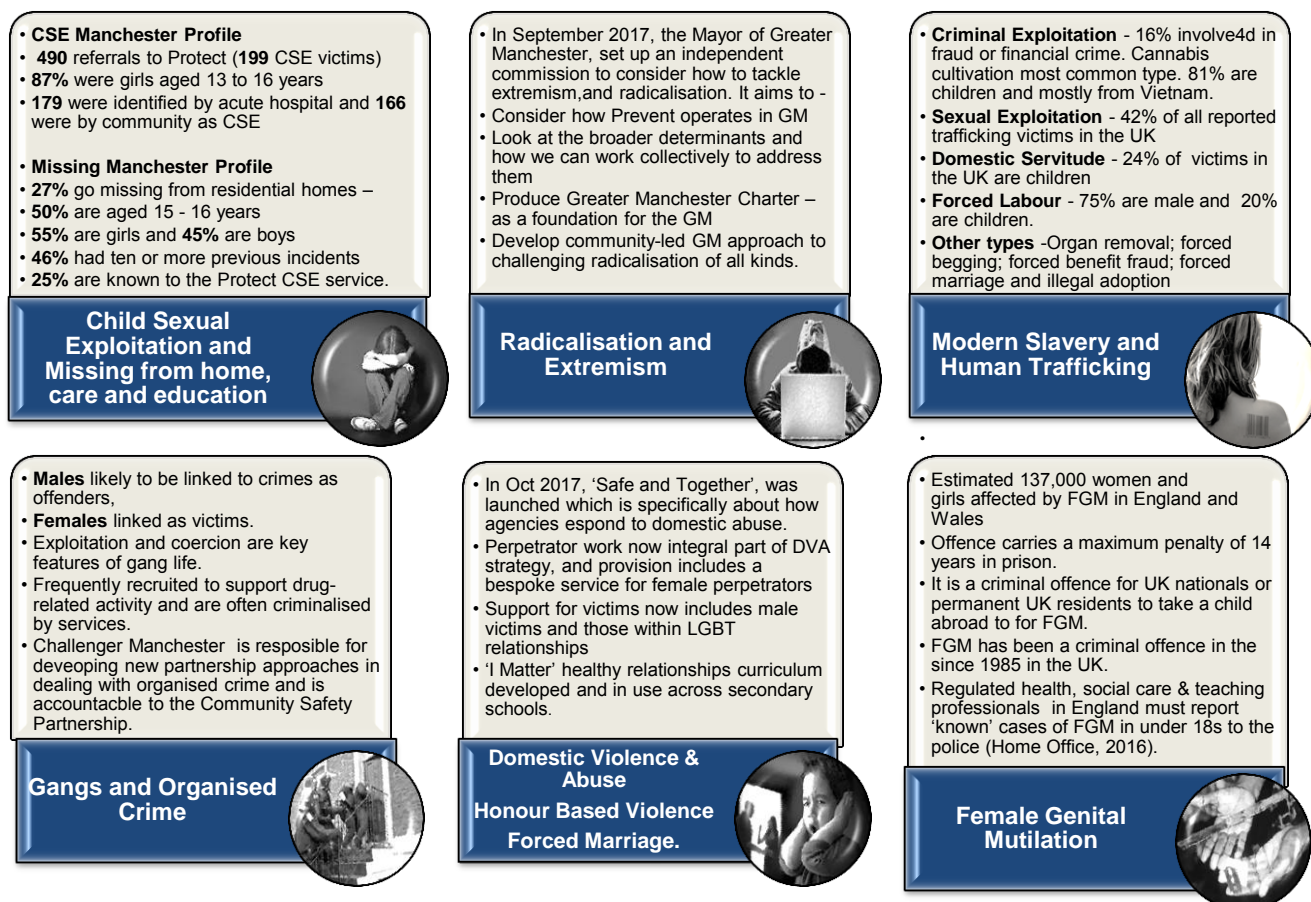 • CSE Manchester Profile
• 490 referrals to Protect (199 CSE victims)
• 87% were girls aged 13 to 16 years
• 179 were identified by acute hospital and 166
were by community as CSE
• Missing Manchester Profile
• 27% go missing from residential homes –
• 50% are aged 15 - 16 years
• 55% are girls and 45% are boys
• 46% had ten or more previous incidents
• 25% are known to the Protect CSE service.
Child Sexual
Exploitation and
Missing from home,
care and education
• In September 2017, the Mayor of Greater
Manchester, set up an independent
commission to consider how to tackle
extremism,and radicalisation. It aims to -
• Consider how Prevent operates in GM
• Look at the broader determinants and
how we can work collectively to address
them
• Produce Greater Manchester Charter –
as a foundation for the GM
• Develop community-led GM approach to
challenging radicalisation of all kinds.
Radicalisation and
Extremism
• Criminal Exploitation - 16% involve4d in
fraud or financial crime. Cannabis
cultivation most common type. 81% are
children and mostly from Vietnam.
• Sexual Exploitation - 42% of all reported
trafficking victims in the UK
• Domestic Servitude - 24% of victims in
the UK are children
• Forced Labour - 75% are male and 20%
are children.
• Other types -Organ removal; forced
begging; forced benefit fraud; forced
marriage and illegal adoption
Modern Slavery and
Human Trafficking
•
• Males likely to be linked to crimes as
offenders,
• Females linked as victims.
• Exploitation and coercion are key
features of gang life.
• Frequently recruited to support drug-
related activity and are often criminalised
by services.
• Challenger Manchester is resposible for
deveoping new partnership approaches in
dealing with organised crime and is
accountacble to the Community Safety
Partnership.
Gangs and Organised
Crime
• In Oct 2017, ‘Safe and Together’, was
launched which is specifically about how
agencies espond to domestic abuse.
• Perpetrator work now integral part of DVA
strategy, and provision includes a
bespoke service for female perpetrators
• Support for victims now includes male
victims and those within LGBT
relationships
• ‘I Matter’ healthy relationships curriculum
developed and in use across secondary
schools.
Domestic Violence &
Abuse
Honour Based Violence
Forced Marriage.
• Estimated 137,000 women and
girls affected by FGM in England and
Wales
• Offence carries a maximum penalty of 14
years in prison.
• It is a criminal offence for UK nationals or
permanent UK residents to take a child
abroad to for FGM.
• FGM has been a criminal offence in the
since 1985 in the UK.
• Regulated health, social care & teaching
professionals in England must report
‘known’ cases of FGM in under 18s to the
police (Home Office, 2016).
Female Genital
Mutilation